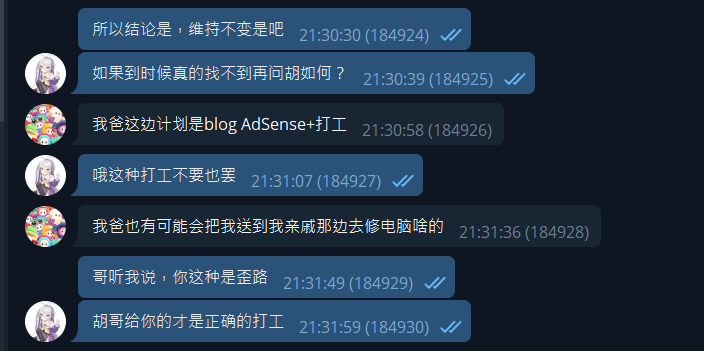 所以结论是，维持不变是吧 21:30:30 (184924)
如果到时候真的找不到再问胡如何？ 21:30:39 (184925)
我爸这边计划是blog AdSense+打工 21:30:58 (184926)
哦这种打工不要也罢 21:31:07 (184927)
我爸也有可能会把我送到我亲戚那边去修电脑啥的 21:31:36 (184928)
哥听我说，你这种是歪路 21:31:49 (184929)
胡哥给你的才是正确的打工 21:31:59 (184930)